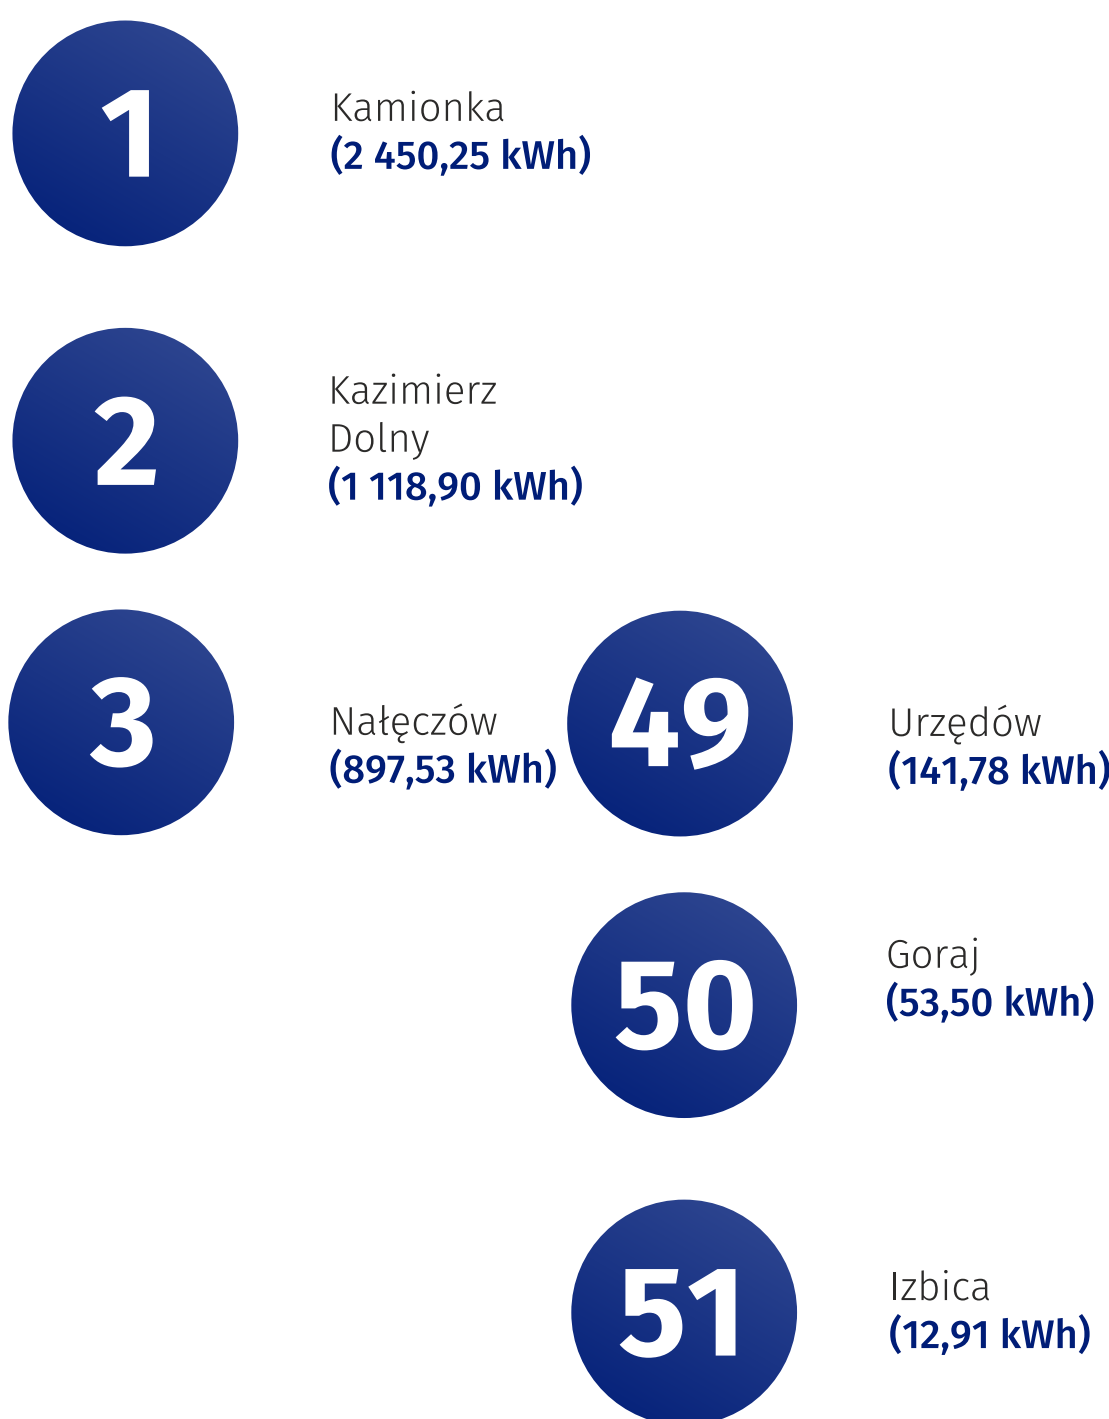 1
Kamionka
(2 450,25 kWh)
2
Kazimierz
Dolny
(1 118,90 kWh)
3
Nałęczów
(897,53 kWh)
49
Urzędów
(141,78 kWh)
50
Goraj
(53,50 kWh)
51
Izbica
(12,91 kWh)